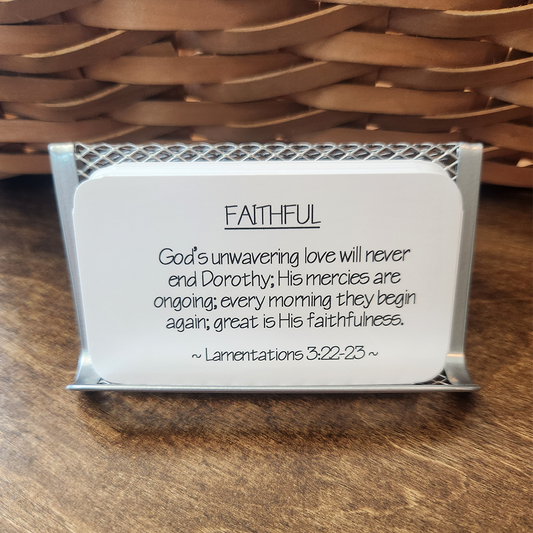 FAITHFUL
God's unwavering love will never
end Dorothy; His mercies are
ongoing; every morning they begin
again; great is His faithfulness.
~ Lamentations 3:22-23 ~